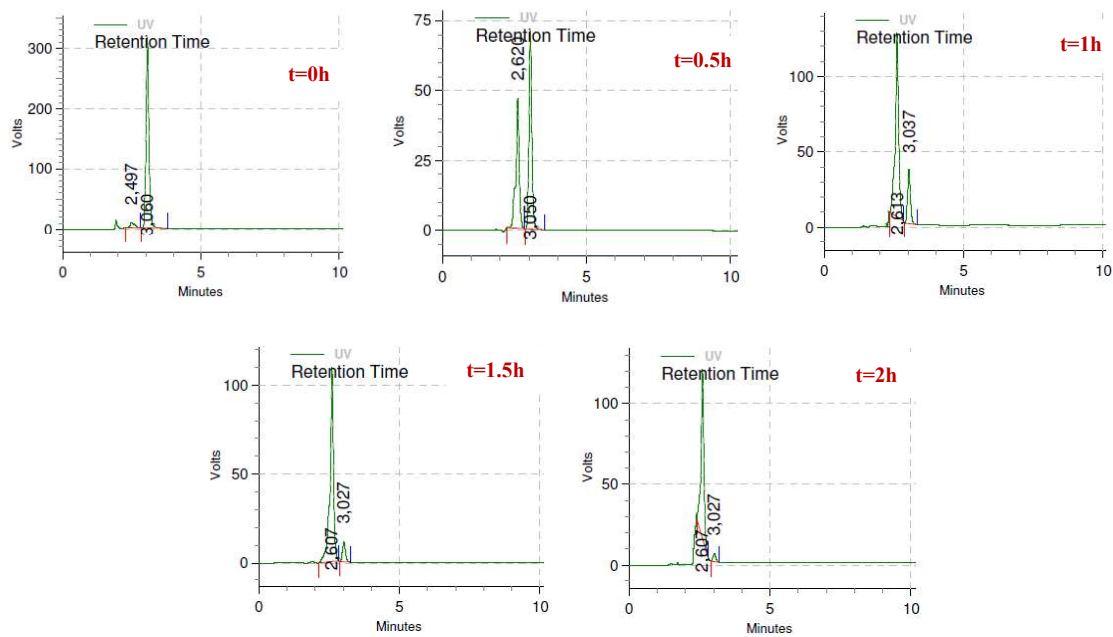 UV
Retention Time
t=0h
300
200
100
0
Volts
2,497
3,060
0
5
10
Minutes
UV
Retention Time
t=0.5h
75
50
25
0
Volts
2,620
3,050
0
5
10
Minutes
UV
Retention Time
t=1h
100
50
0
Volts
2,613
3,037
0
5
10
Minutes
UV
Retention Time
t=1.5h
100
50
0
Volts
2,607
3,027
0
5
10
Minutes
UV
Retention Time
t=2h
100
50
0
Volts
2,607
3,027
0
5
10
Minutes